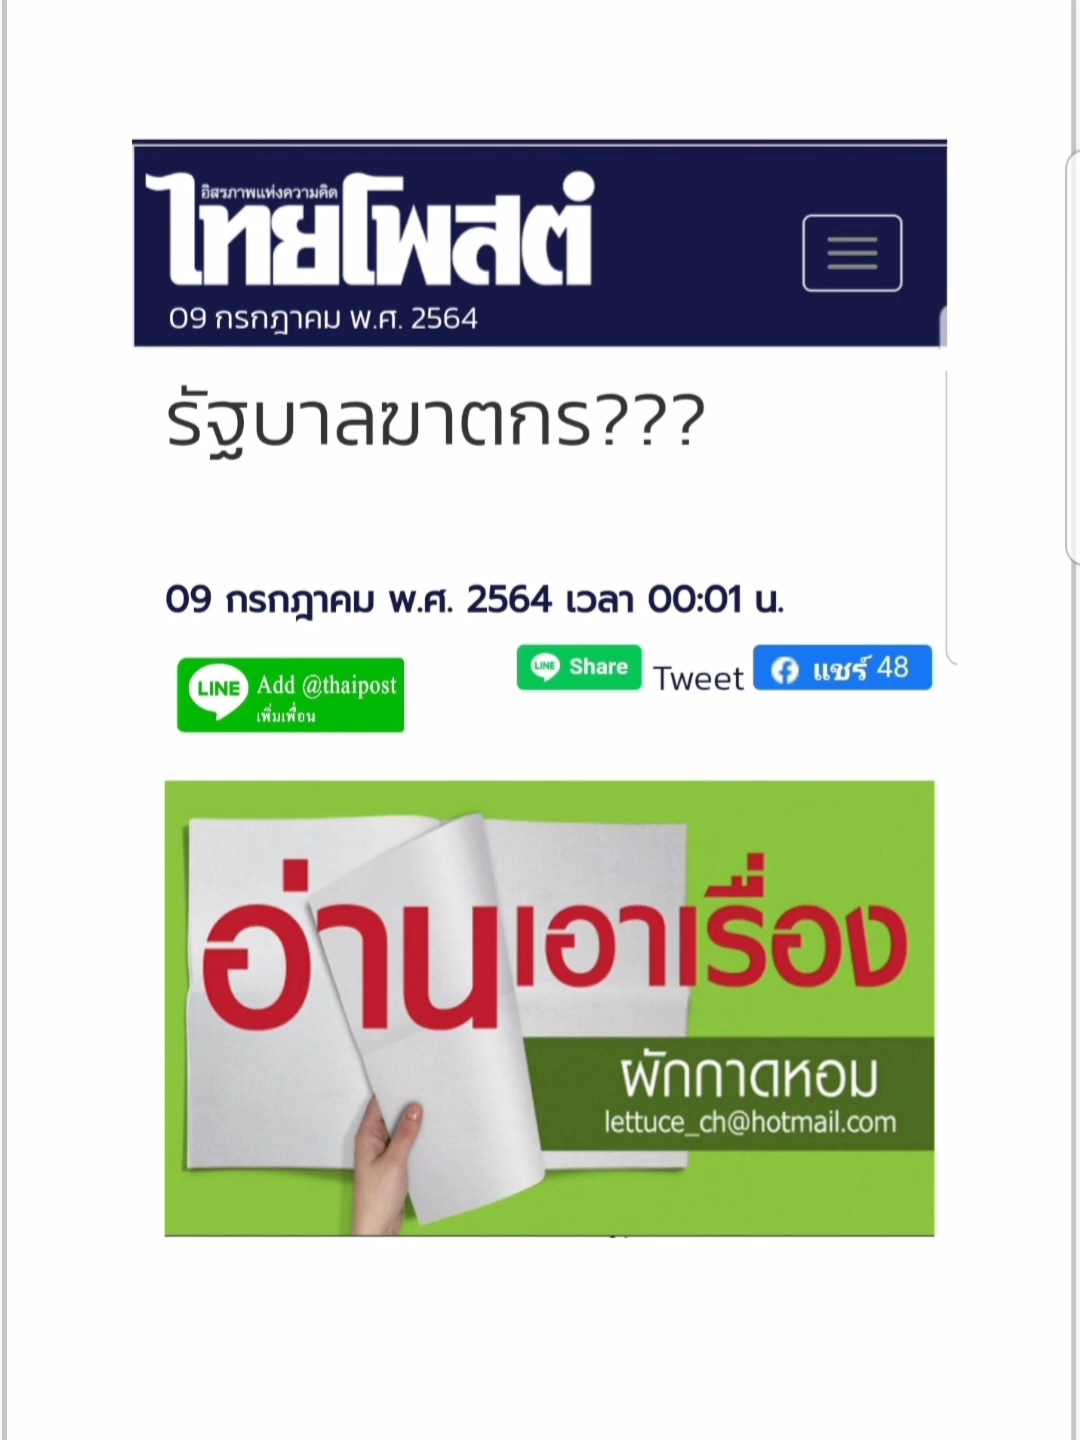 อิสรภาพแห่งความคิด
ไทยโพสต์
09 กรกฎาคม พ.ศ. 2564
รัฐบาลฆาตกร???
09 กรกฎาคม พ.ศ. 2564 เวลา 00:01 น.
LINE Add @thaipost
เพิ่มเพื่อน
LINE Share Tweet แชร์ 48
อ่านเอาเรื่อง
ผักกาดหอม
lettuce_ch@hotmail.com